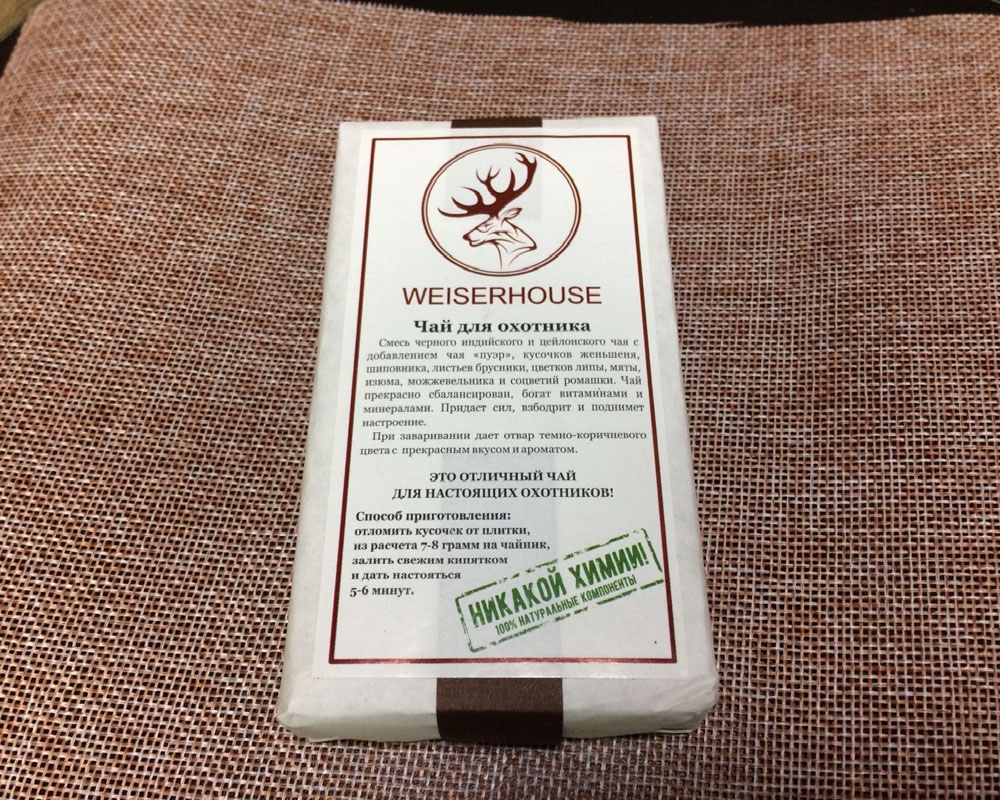 WEISERHOUSE
Чай для охотника
Смесь черного индийского и цейлонского чая с
добавлением чая «пуэр», кусочков женьшеня,
шиповника, листьев брусники, цветков липы, мяты,
изюма, можжевельника и соцветий ромашки. Чай
прекрасно сбалансирован, богат витаминами и
минералами. Придаст сил, взбодрит и поднимет
настроение.
При заваривании дает отвар темно-коричневого
цвета с прекрасным вкусом и ароматом.
ЭТО ОТЛИЧНЫЙ ЧАЙ
ДЛЯ НАСТОЯЩИХ ОХОТНИКОВ!
Способ приготовления:
отломить кусочек от плитки,
из расчета 7-8 грамм на чайник,
залить свежим кипятком
и дать настояться
5-6 минут.
НИКАКОЙ ХИМИИ!
100% НАТУРАЛЬНЫЕ КОМПОНЕНТЫ